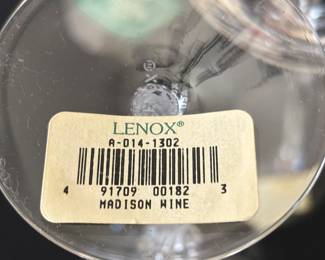 LENOX®
A-014-1302
4 91709 00182 3
MADISON WINE